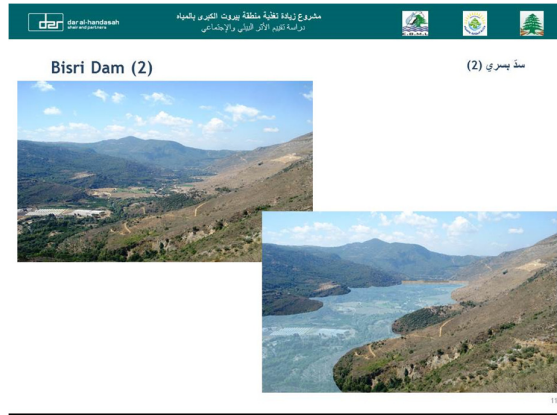 dar
dar al-handasah
shair and partners
مشروع زيادة تغذية منطقة بيروت الكبرى بالمياه
دراسة تقييم الأثر البيئي والإجتماعي
Bisri Dam (2)
سدّ بسري (2)
11